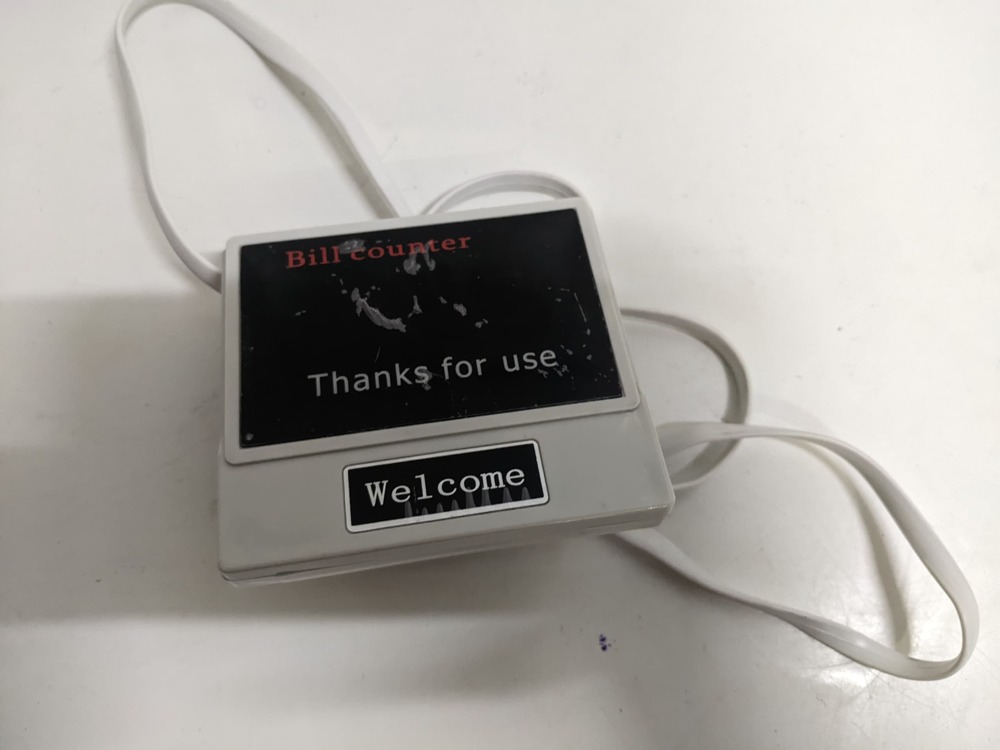 Bill counter
Thanks for use
Welcome